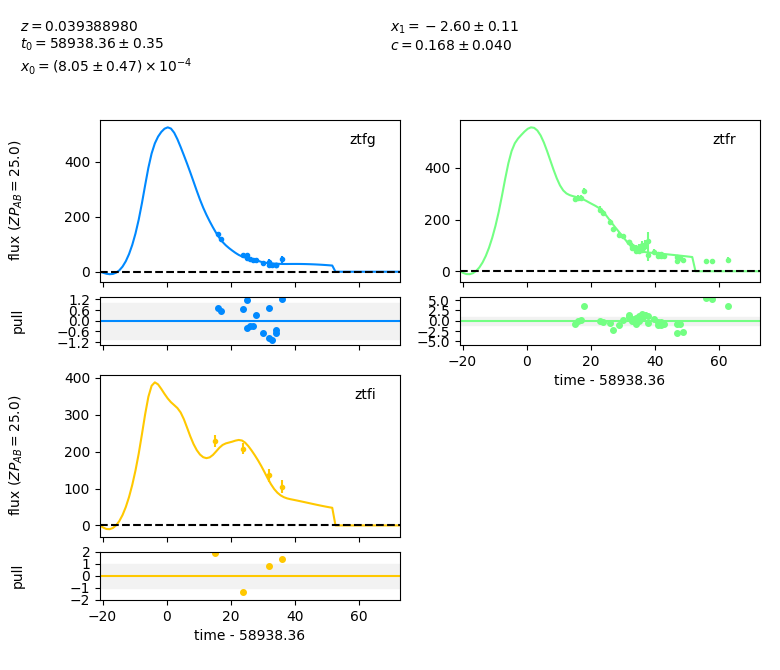 z = 0.039388980
t₀ = 58938.36 ± 0.35
x₀ = (8.05 ± 0.47) × 10⁻⁴
x₁ = −2.60 ± 0.11
c = 0.168 ± 0.040
flux (ZP_AB = 25.0)
ztfg
400
200
0
pull
1.2
0.6
0.0
−0.6
−1.2
ztfr
400
200
0
5.0
2.5
0.0
−2.5
−5.0
−20 0 20 40 60
time - 58938.36
flux (ZP_AB = 25.0)
ztfi
400
300
200
100
0
pull
2
1
0
−1
−2
−20 0 20 40 60
time - 58938.36